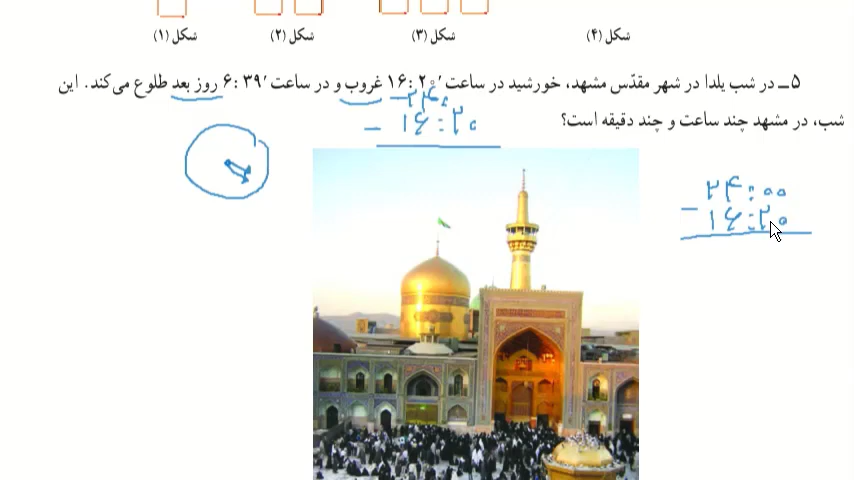 شکل (۱) شکل (۲) شکل (۳) شکل (۴)
۵ــ در شب یلدا در شهر مقدّس مشهد، خورشید در ساعت ′۲۰ :۱۶ غروب و در ساعت ′۳۹ :۶ روز بعد طلوع می‌کند. این
شب، در مشهد چند ساعت و چند دقیقه است؟
۲۴:
− ۱۶:۲۰
۲۴:۰۰
− ۱۶:۲۰